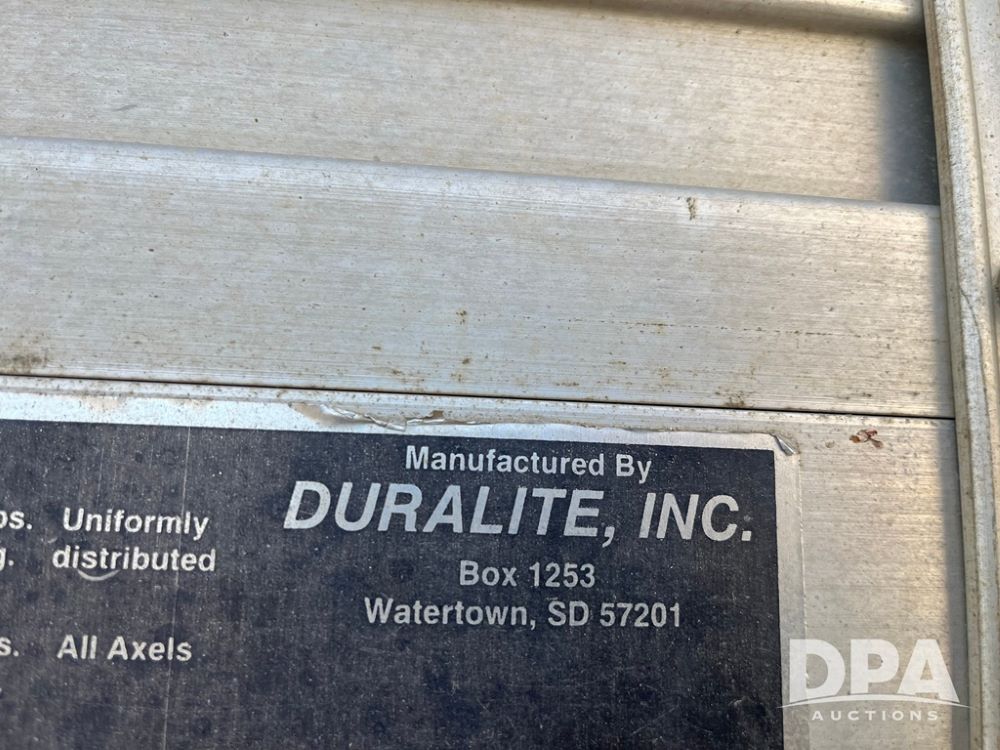 Manufactured By
DURALITE, INC.
Box 1253
Watertown, SD 57201
Uniformly
distributed
All Axels
DPA
AUCTIONS